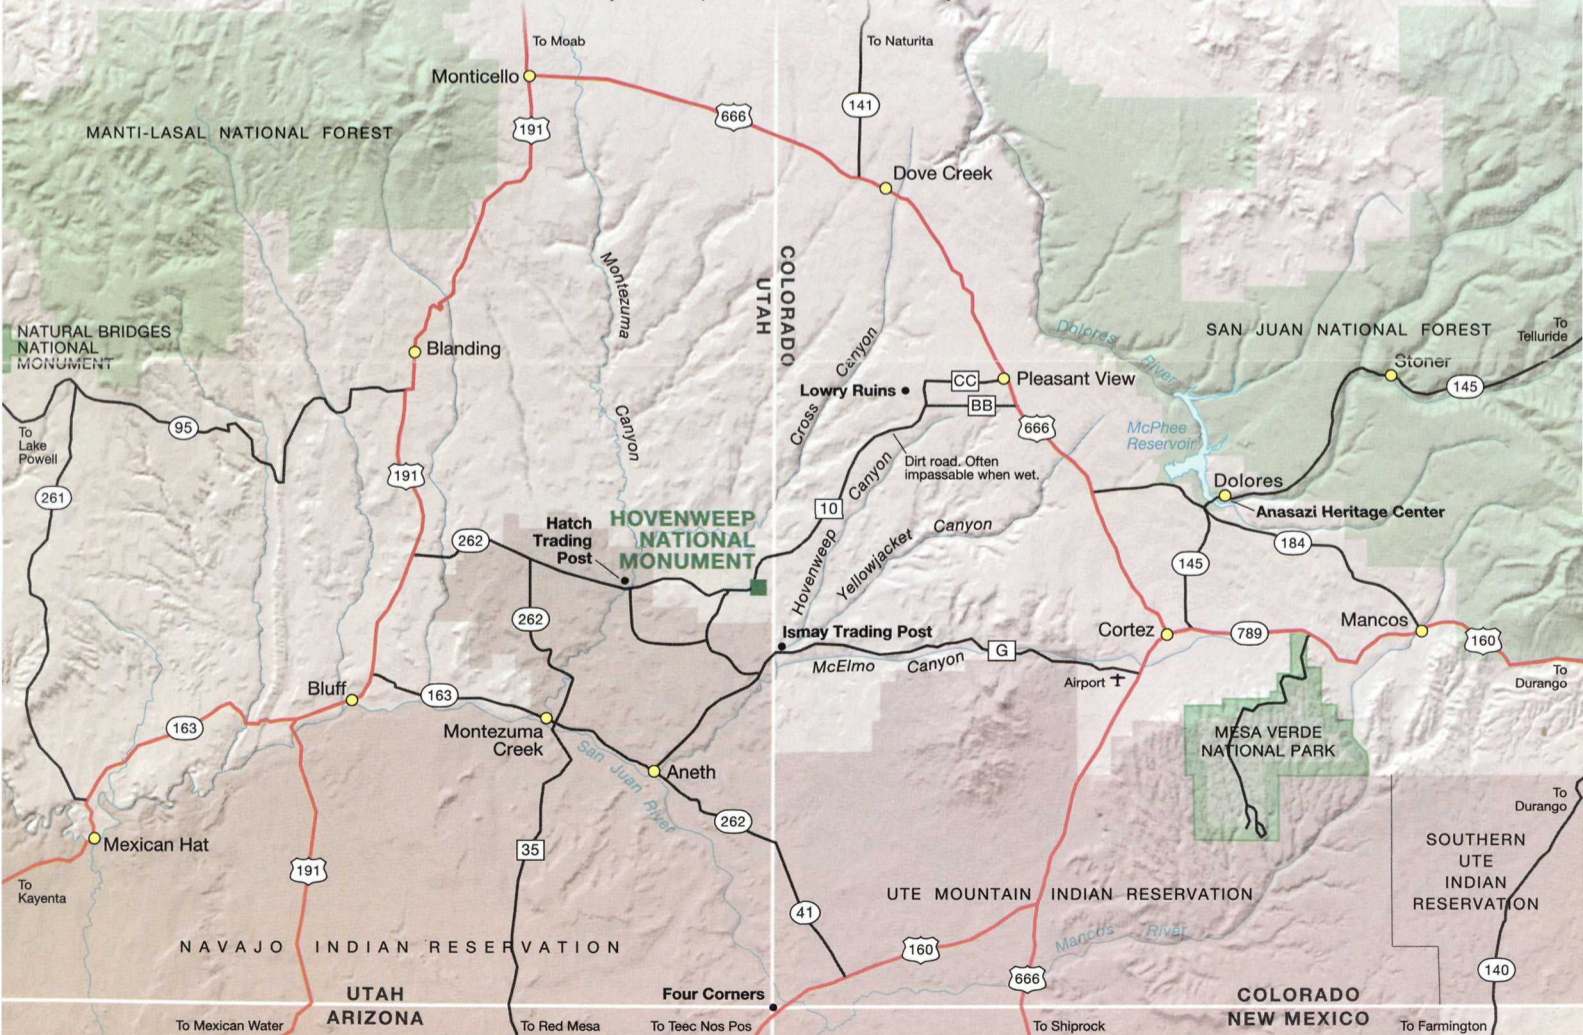 To Moab
To Naturita
Monticello
141
666
191
MANTI-LASAL NATIONAL FOREST
Dove Creek
Montezuma
Canyon
COLORADO
UTAH
NATURAL BRIDGES
NATIONAL
MONUMENT
Blanding
Cross Canyon
Dolores River
SAN JUAN NATIONAL FOREST
To
Telluride
Stoner
145
Lowry Ruins
CC
Pleasant View
BB
666
To
Lake
Powell
95
McPhee
Reservoir
Dirt road. Often
impassable when wet.
191
261
Dolores
Anasazi Heritage Center
Hatch
Trading
Post
HOVENWEEP
NATIONAL
MONUMENT
10
Hovenweep Canyon
Yellowjacket Canyon
262
184
145
262
Ismay Trading Post
Cortez
789
Mancos
160
McElmo Canyon
G
Airport
To
Durango
Bluff
163
163
Montezuma
Creek
San Juan River
MESA VERDE
NATIONAL PARK
Aneth
262
To
Durango
Mexican Hat
35
SOUTHERN
UTE
INDIAN
RESERVATION
191
To
Kayenta
UTE MOUNTAIN INDIAN RESERVATION
41
Mancos River
NAVAJO INDIAN RESERVATION
160
666
140
UTAH
ARIZONA
Four Corners
COLORADO
NEW MEXICO
To Mexican Water
To Red Mesa
To Teec Nos Pos
To Shiprock
To Farmington